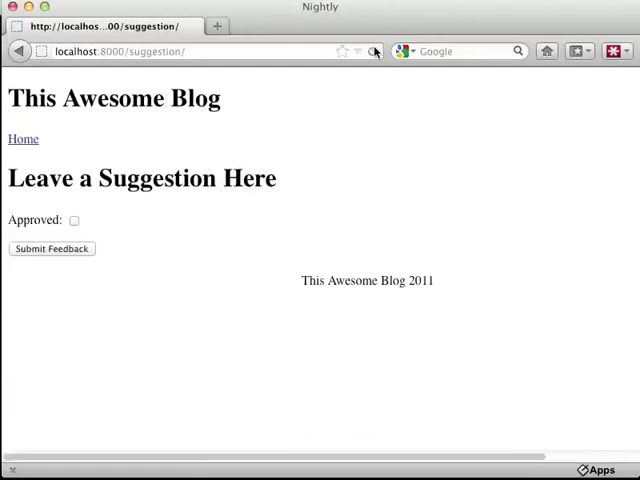 Nightly
http://localhos...00/suggestion/
localhost:8000/suggestion/
Google
This Awesome Blog
Home
Leave a Suggestion Here
Approved:
Submit Feedback
This Awesome Blog 2011
Apps